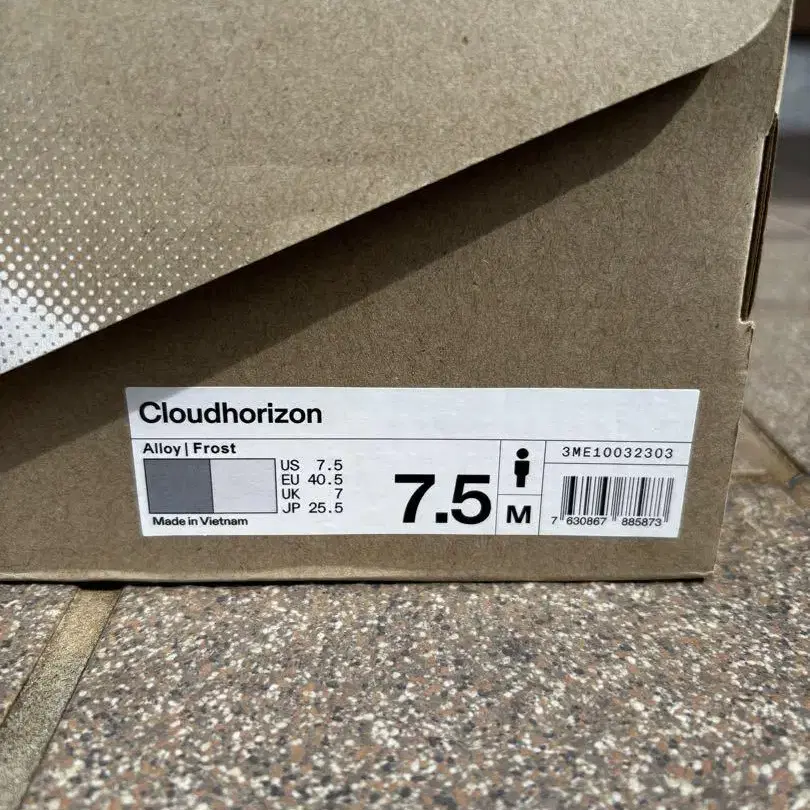 Cloudhorizon
Alloy | Frost
US 7.5
EU 40.5
UK 7
JP 25.5
Made in Vietnam
7.5
M
3ME10032303
7 630867 885873